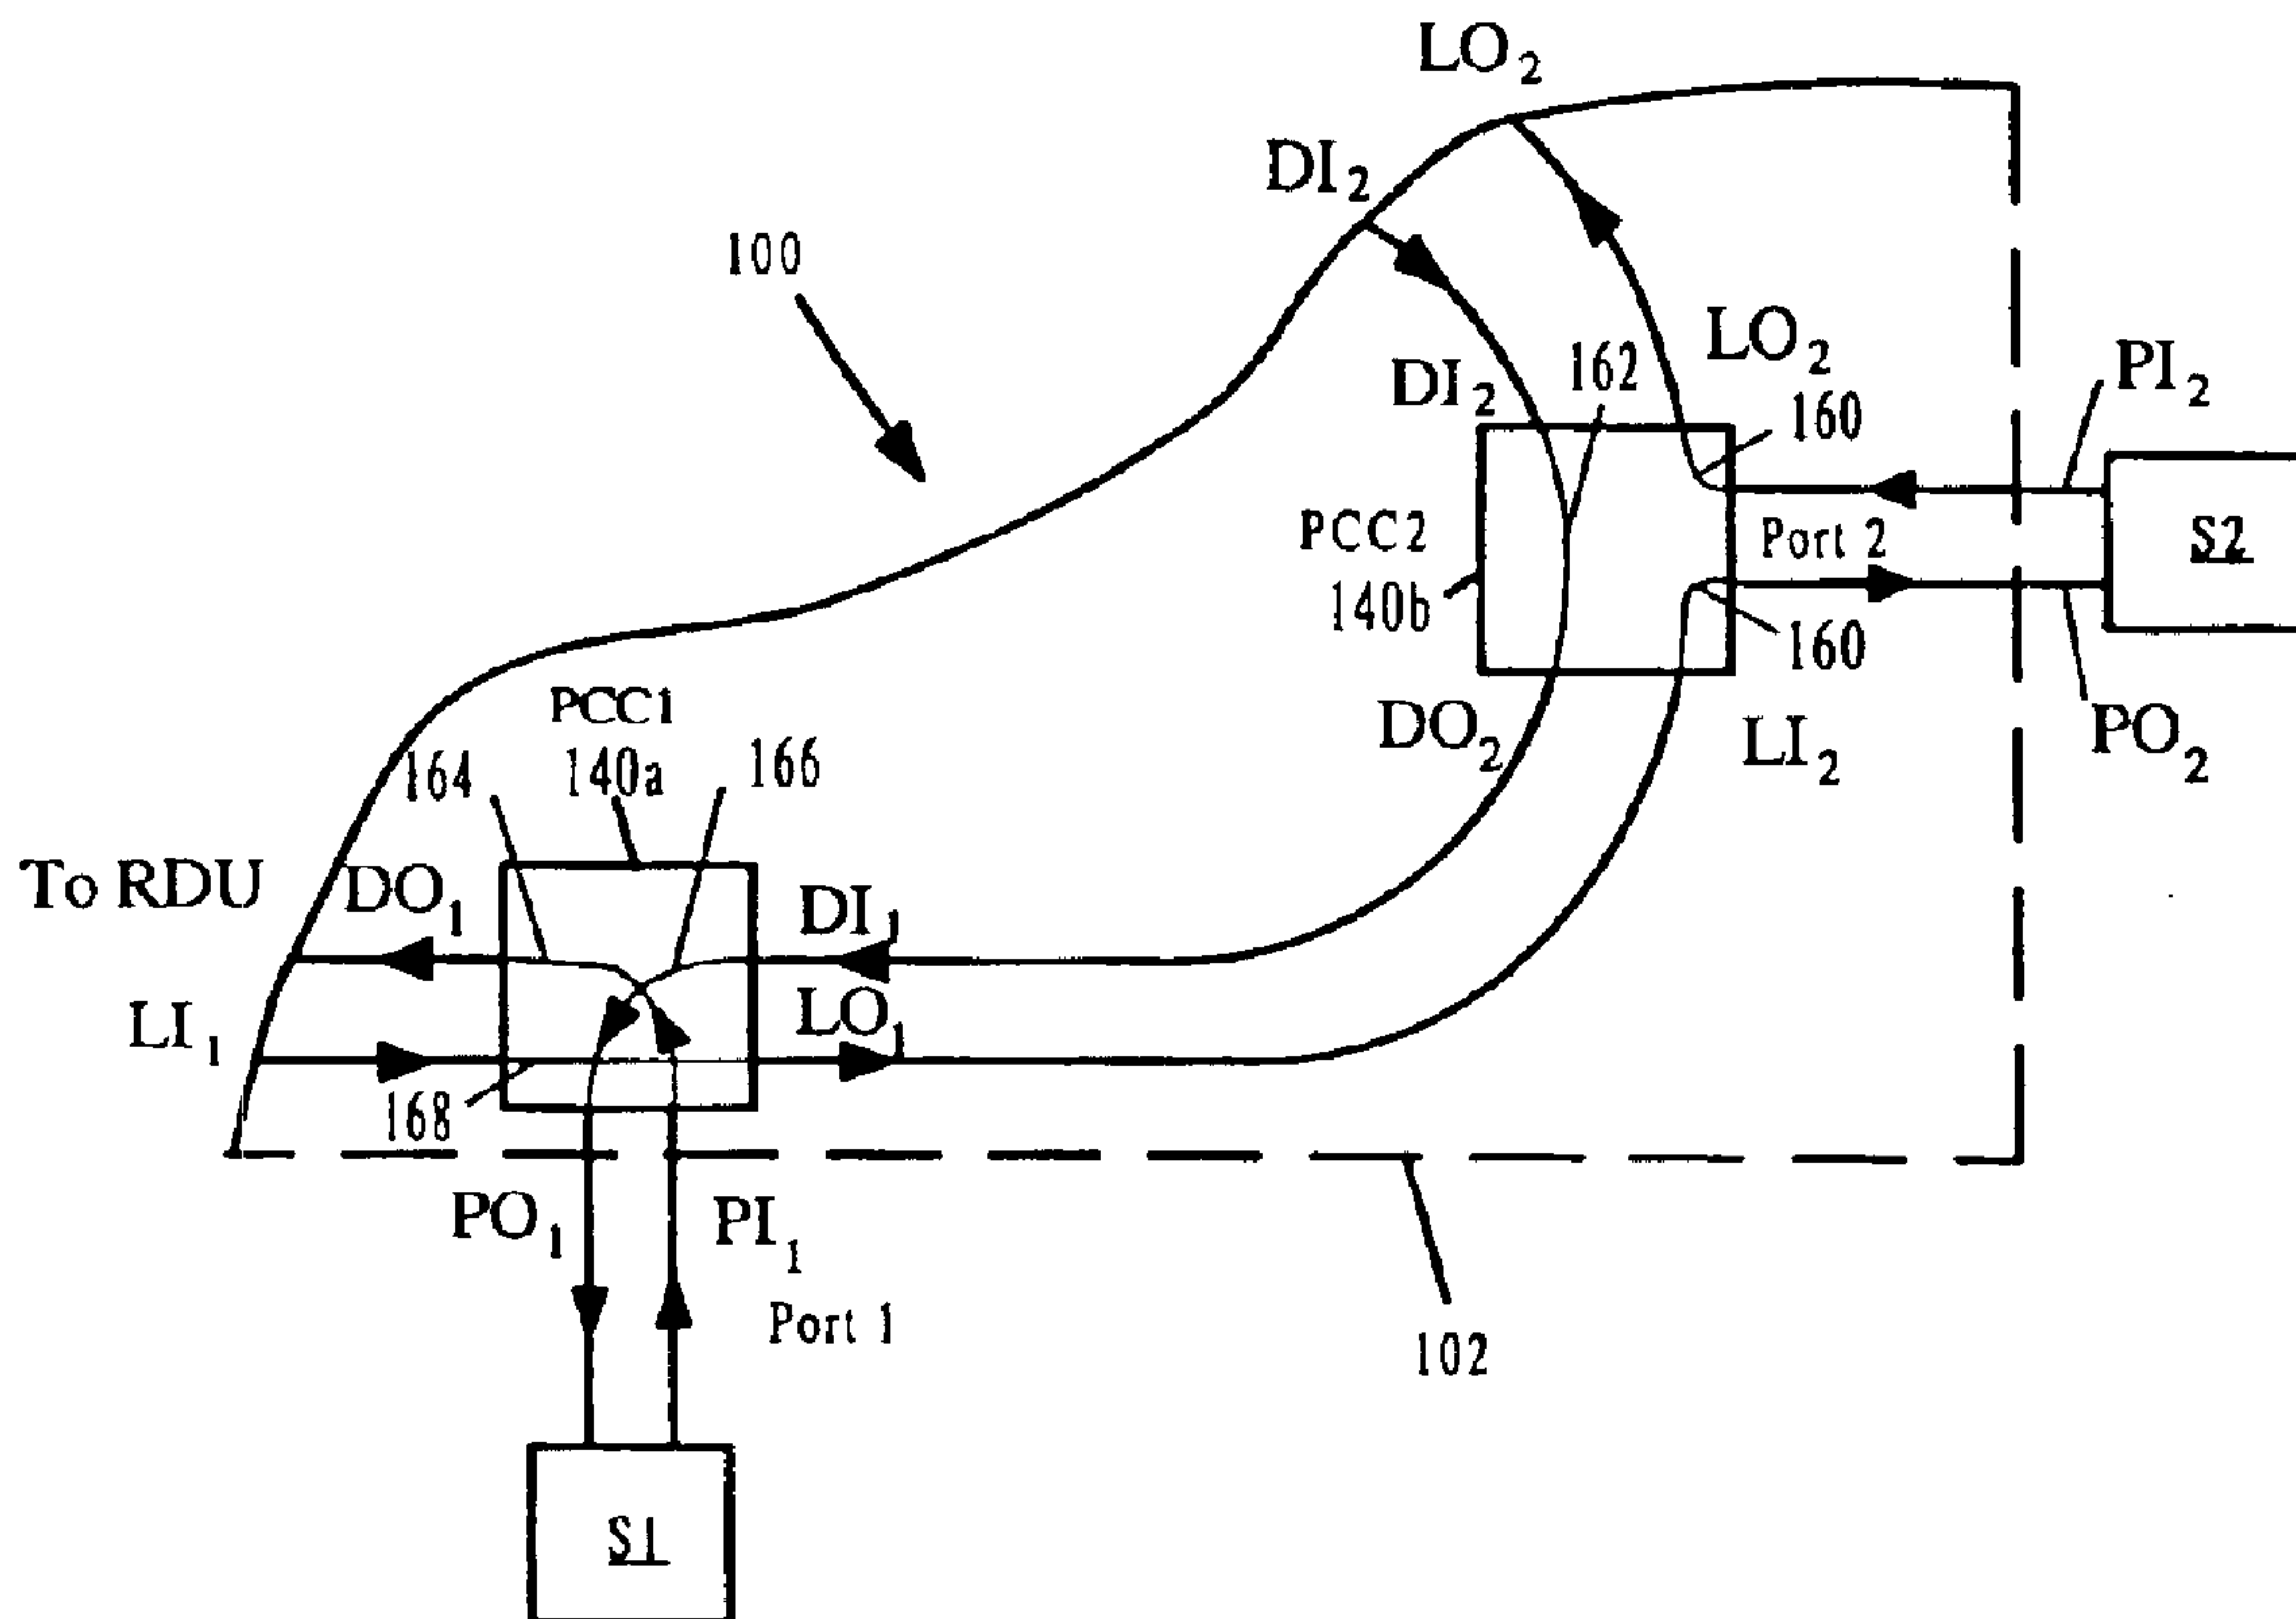 LO2
DI2
100
LO2
PI2
DI2
162
160
PCC2
140b
Port 2
S2
160
DO2
LI2
PO2
PCC1
164
140a
166
To RDU
DO1
DI1
LI1
LO1
168
PO1
PI1
Port 1
102
S1